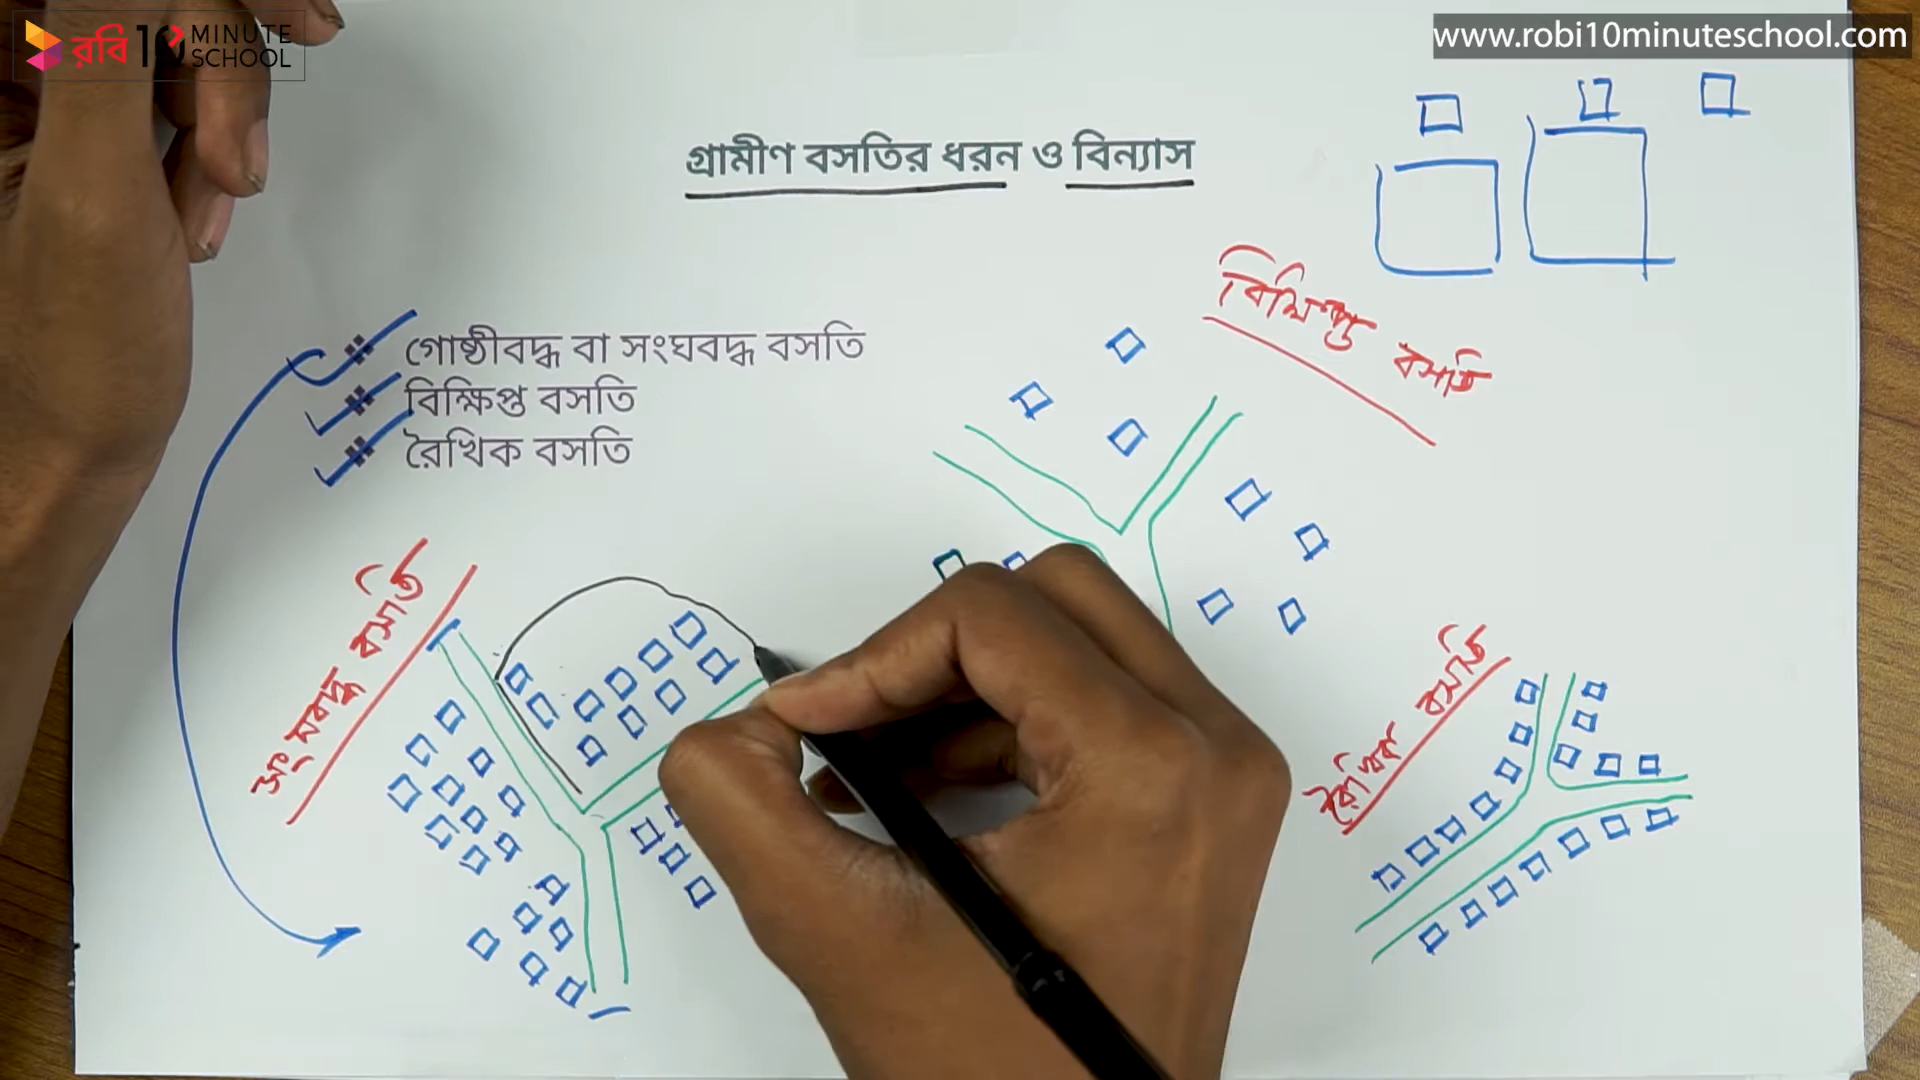 রবি 10 MINUTE SCHOOL
www.robi10minuteschool.com
গ্রামীণ বসতির ধরন ও বিন্যাস
বিক্ষিপ্ত বসতি
গোষ্ঠীবদ্ধ বা সংঘবদ্ধ বসতি
বিক্ষিপ্ত বসতি
রৈখিক বসতি
সংঘবদ্ধ বসতি
রৈখিক বসতি